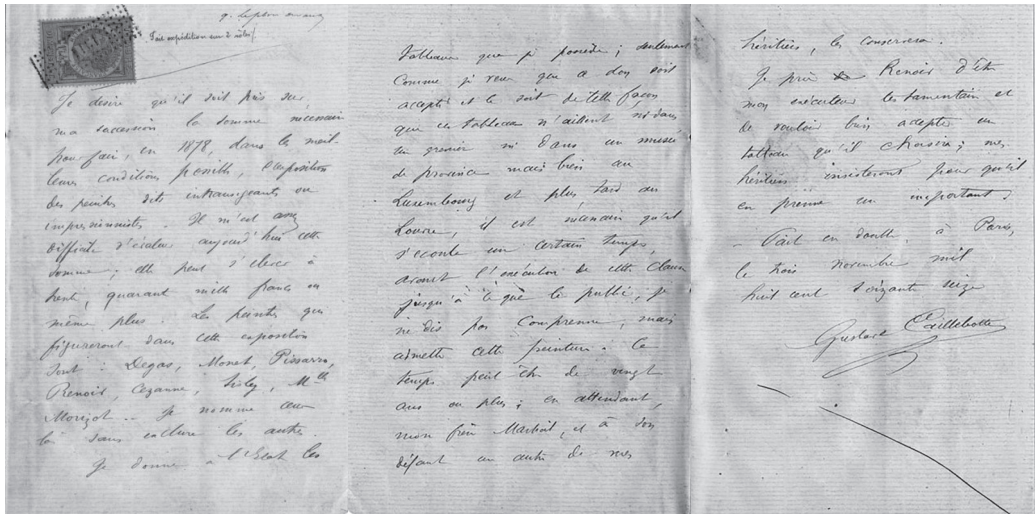 Fait expédition sur 2 rôles
Je désire qu'il soit pris sur
ma succession la somme nécessaire
pour faire, en 1878, dans les meil-
leures conditions possible, l'exposition
des peintres dits intransigeants ou
impressionnistes. Il m'est assez
difficile d'évaluer aujourd'hui cette
somme ; elle peut s'élever à
trente, quarante mille francs ou
même plus. Les peintres qui
figureront dans cette exposition
sont : Degas, Monet, Pissarro,
Renoir, Cezanne, Sisley, Mlle
Morizot. Je nomme ceux
là sans exclure les autres.
Je donne à l'Etat les
tableaux que je possède ; seulement
comme je veux que ce don soit
accepté et le soit de telle façon
que ces tableaux n'aillent ni dans
un grenier ni dans un musée
de province mais bien au
Luxembourg et plus tard au
Louvre, il est nécessaire qu'il
s'écoule un certain temps
avant l'exécution de cette clause
jusqu'à ce que le public, je
ne dis pas comprenne, mais
admette cette peinture. Ce
temps peut être de vingt
ans ou plus ; en attendant,
mon frère Martial, et à son
défaut un autre de mes
héritiers, les conservera.
Je prie Renoir d'être
mon exécuteur testamentaire et
de vouloir bien accepter un
tableau qu'il choisira ; mes
héritiers insisteront pour qu'il
en prenne un important.
Fait en double à Paris,
le trois novembre mil
huit cent soixante seize
Gustave Caillebotte